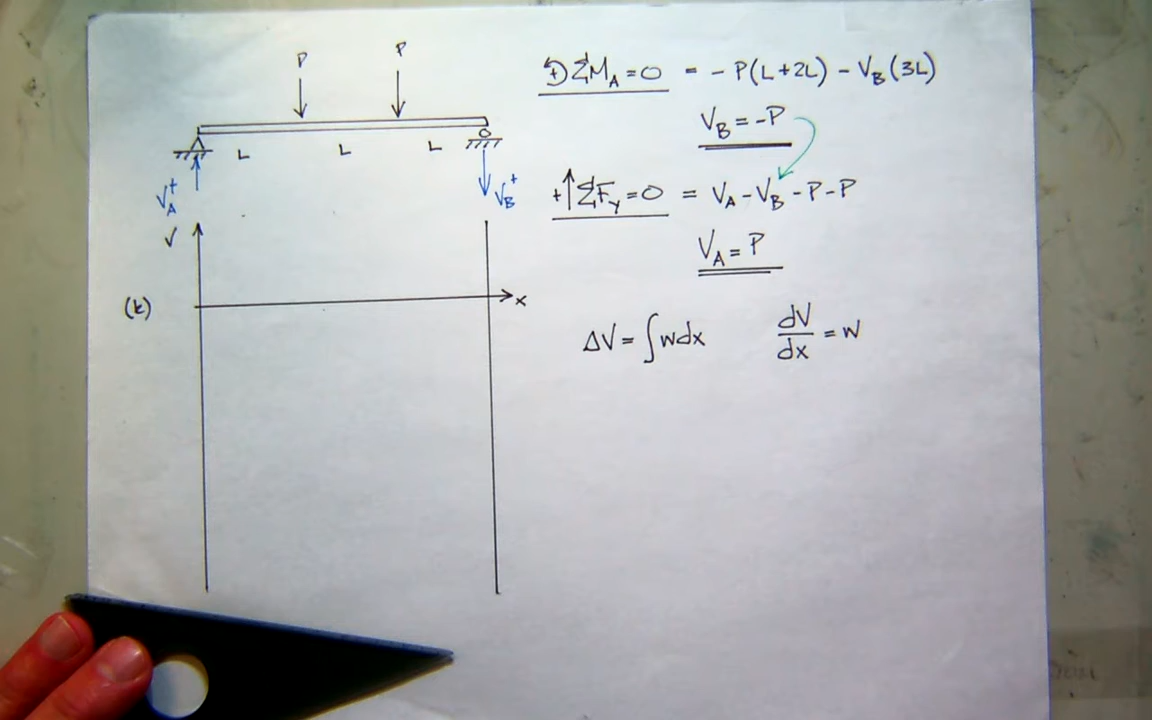 P P
L L L
V_A^+ V_B^+
V
x
(k)
↺+ ΣM_A = 0 = - P(L+2L) - V_B(3L)
V_B = -P
+↑ΣF_y = 0 = V_A - V_B - P - P
V_A = P
ΔV = ∫wdx dV/dx = w